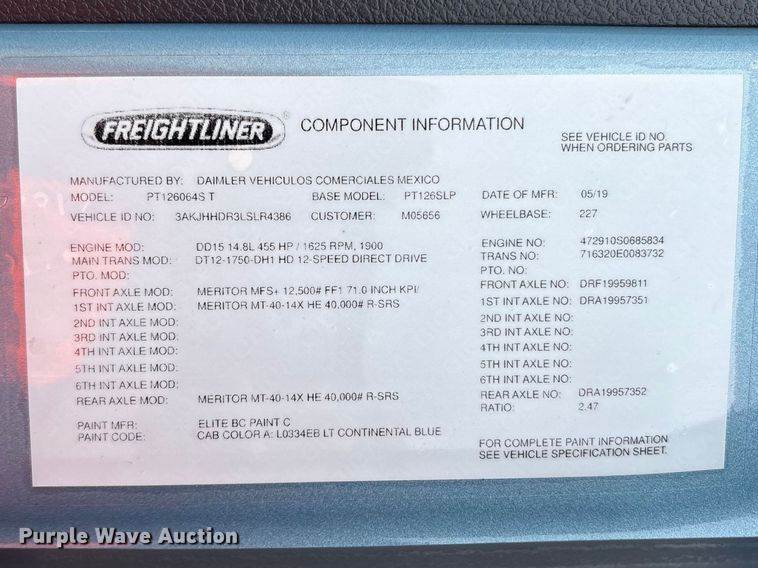 FREIGHTLINER ®
COMPONENT INFORMATION
SEE VEHICLE ID NO.
WHEN ORDERING PARTS
MANUFACTURED BY: DAIMLER VEHICULOS COMERCIALES MEXICO
MODEL: PT126064S T BASE MODEL: PT126SLP DATE OF MFR: 05/19
VEHICLE ID NO: 3AKJHHDR3LSLR4386 CUSTOMER: M05656 WHEELBASE: 227
ENGINE MOD: DD15 14.8L 455 HP / 1625 RPM, 1900 ENGINE NO: 472910S0685834
MAIN TRANS MOD: DT12-1750-DH1 HD 12-SPEED DIRECT DRIVE TRANS NO: 716320E0083732
PTO. MOD: PTO. NO:
FRONT AXLE MOD: MERITOR MFS+ 12,500# FF1 71.0 INCH KPI/ FRONT AXLE NO: DRF19959811
1ST INT AXLE MOD: MERITOR MT-40-14X HE 40,000# R-SRS 1ST INT AXLE NO: DRA19957351
2ND INT AXLE MOD: 2ND INT AXLE NO:
3RD INT AXLE MOD: 3RD INT AXLE NO:
4TH INT AXLE MOD: 4TH INT AXLE NO:
5TH INT AXLE MOD: 5TH INT AXLE NO:
6TH INT AXLE MOD: 6TH INT AXLE NO:
REAR AXLE MOD: MERITOR MT-40-14X HE 40,000# R-SRS REAR AXLE NO: DRA19957352
RATIO: 2.47
PAINT MFR: ELITE BC PAINT C
PAINT CODE: CAB COLOR A: L0334EB LT CONTINENTAL BLUE
FOR COMPLETE PAINT INFORMATION
SEE VEHICLE SPECIFICATION SHEET.
Purple Wave Auction®